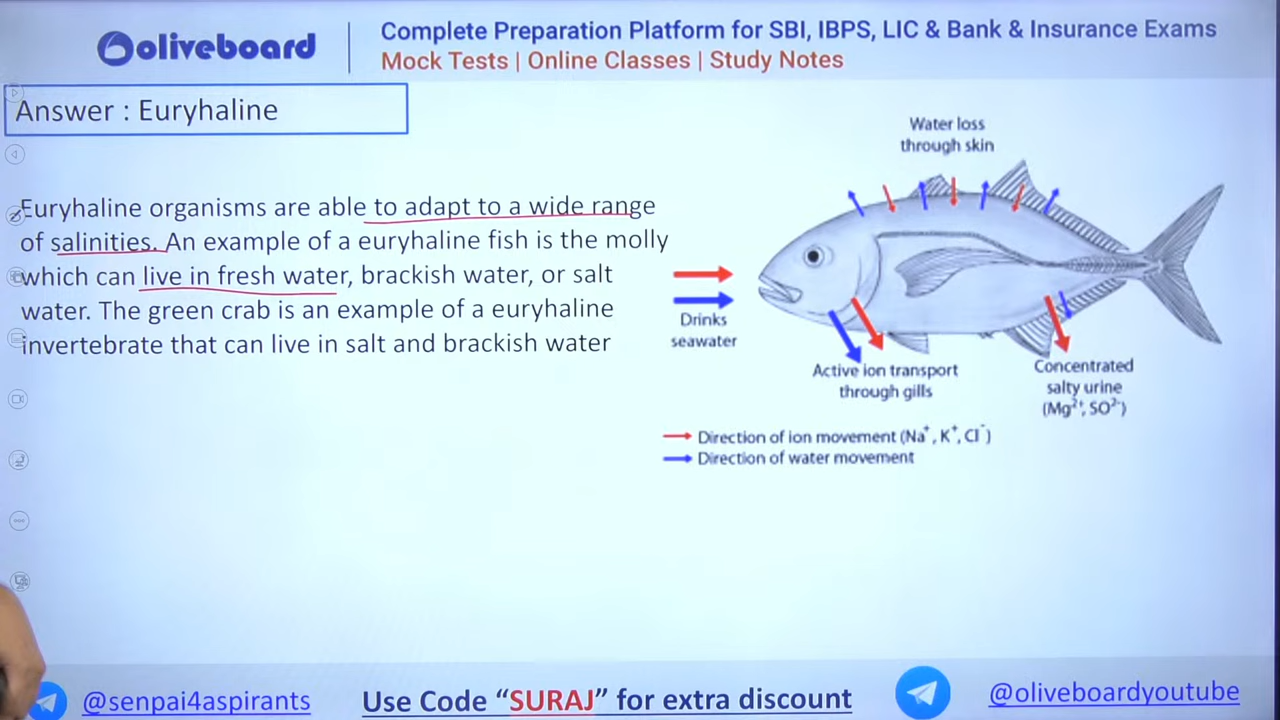 oliveboard
Complete Preparation Platform for SBI, IBPS, LIC & Bank & Insurance Exams
Mock Tests | Online Classes | Study Notes
Answer : Euryhaline
Euryhaline organisms are able to adapt to a wide range
of salinities. An example of a euryhaline fish is the molly
which can live in fresh water, brackish water, or salt
water. The green crab is an example of a euryhaline
invertebrate that can live in salt and brackish water
Water loss
through skin
Drinks
seawater
Active ion transport
through gills
Concentrated
salty urine
(Mg²⁺, SO²⁻)
Direction of ion movement (Na⁺, K⁺, Cl⁻)
Direction of water movement
@senpai4aspirants
Use Code “SURAJ” for extra discount
@oliveboardyoutube